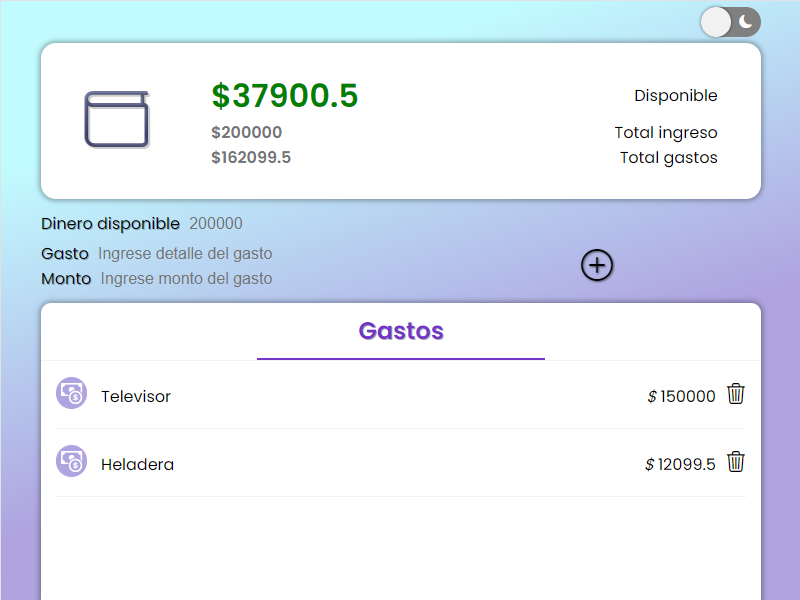 $37900.5 Disponible
$200000 Total ingreso
$162099.5 Total gastos
Dinero disponible 200000
Gasto Ingrese detalle del gasto
Monto Ingrese monto del gasto
Gastos
Televisor $ 150000
Heladera $ 12099.5